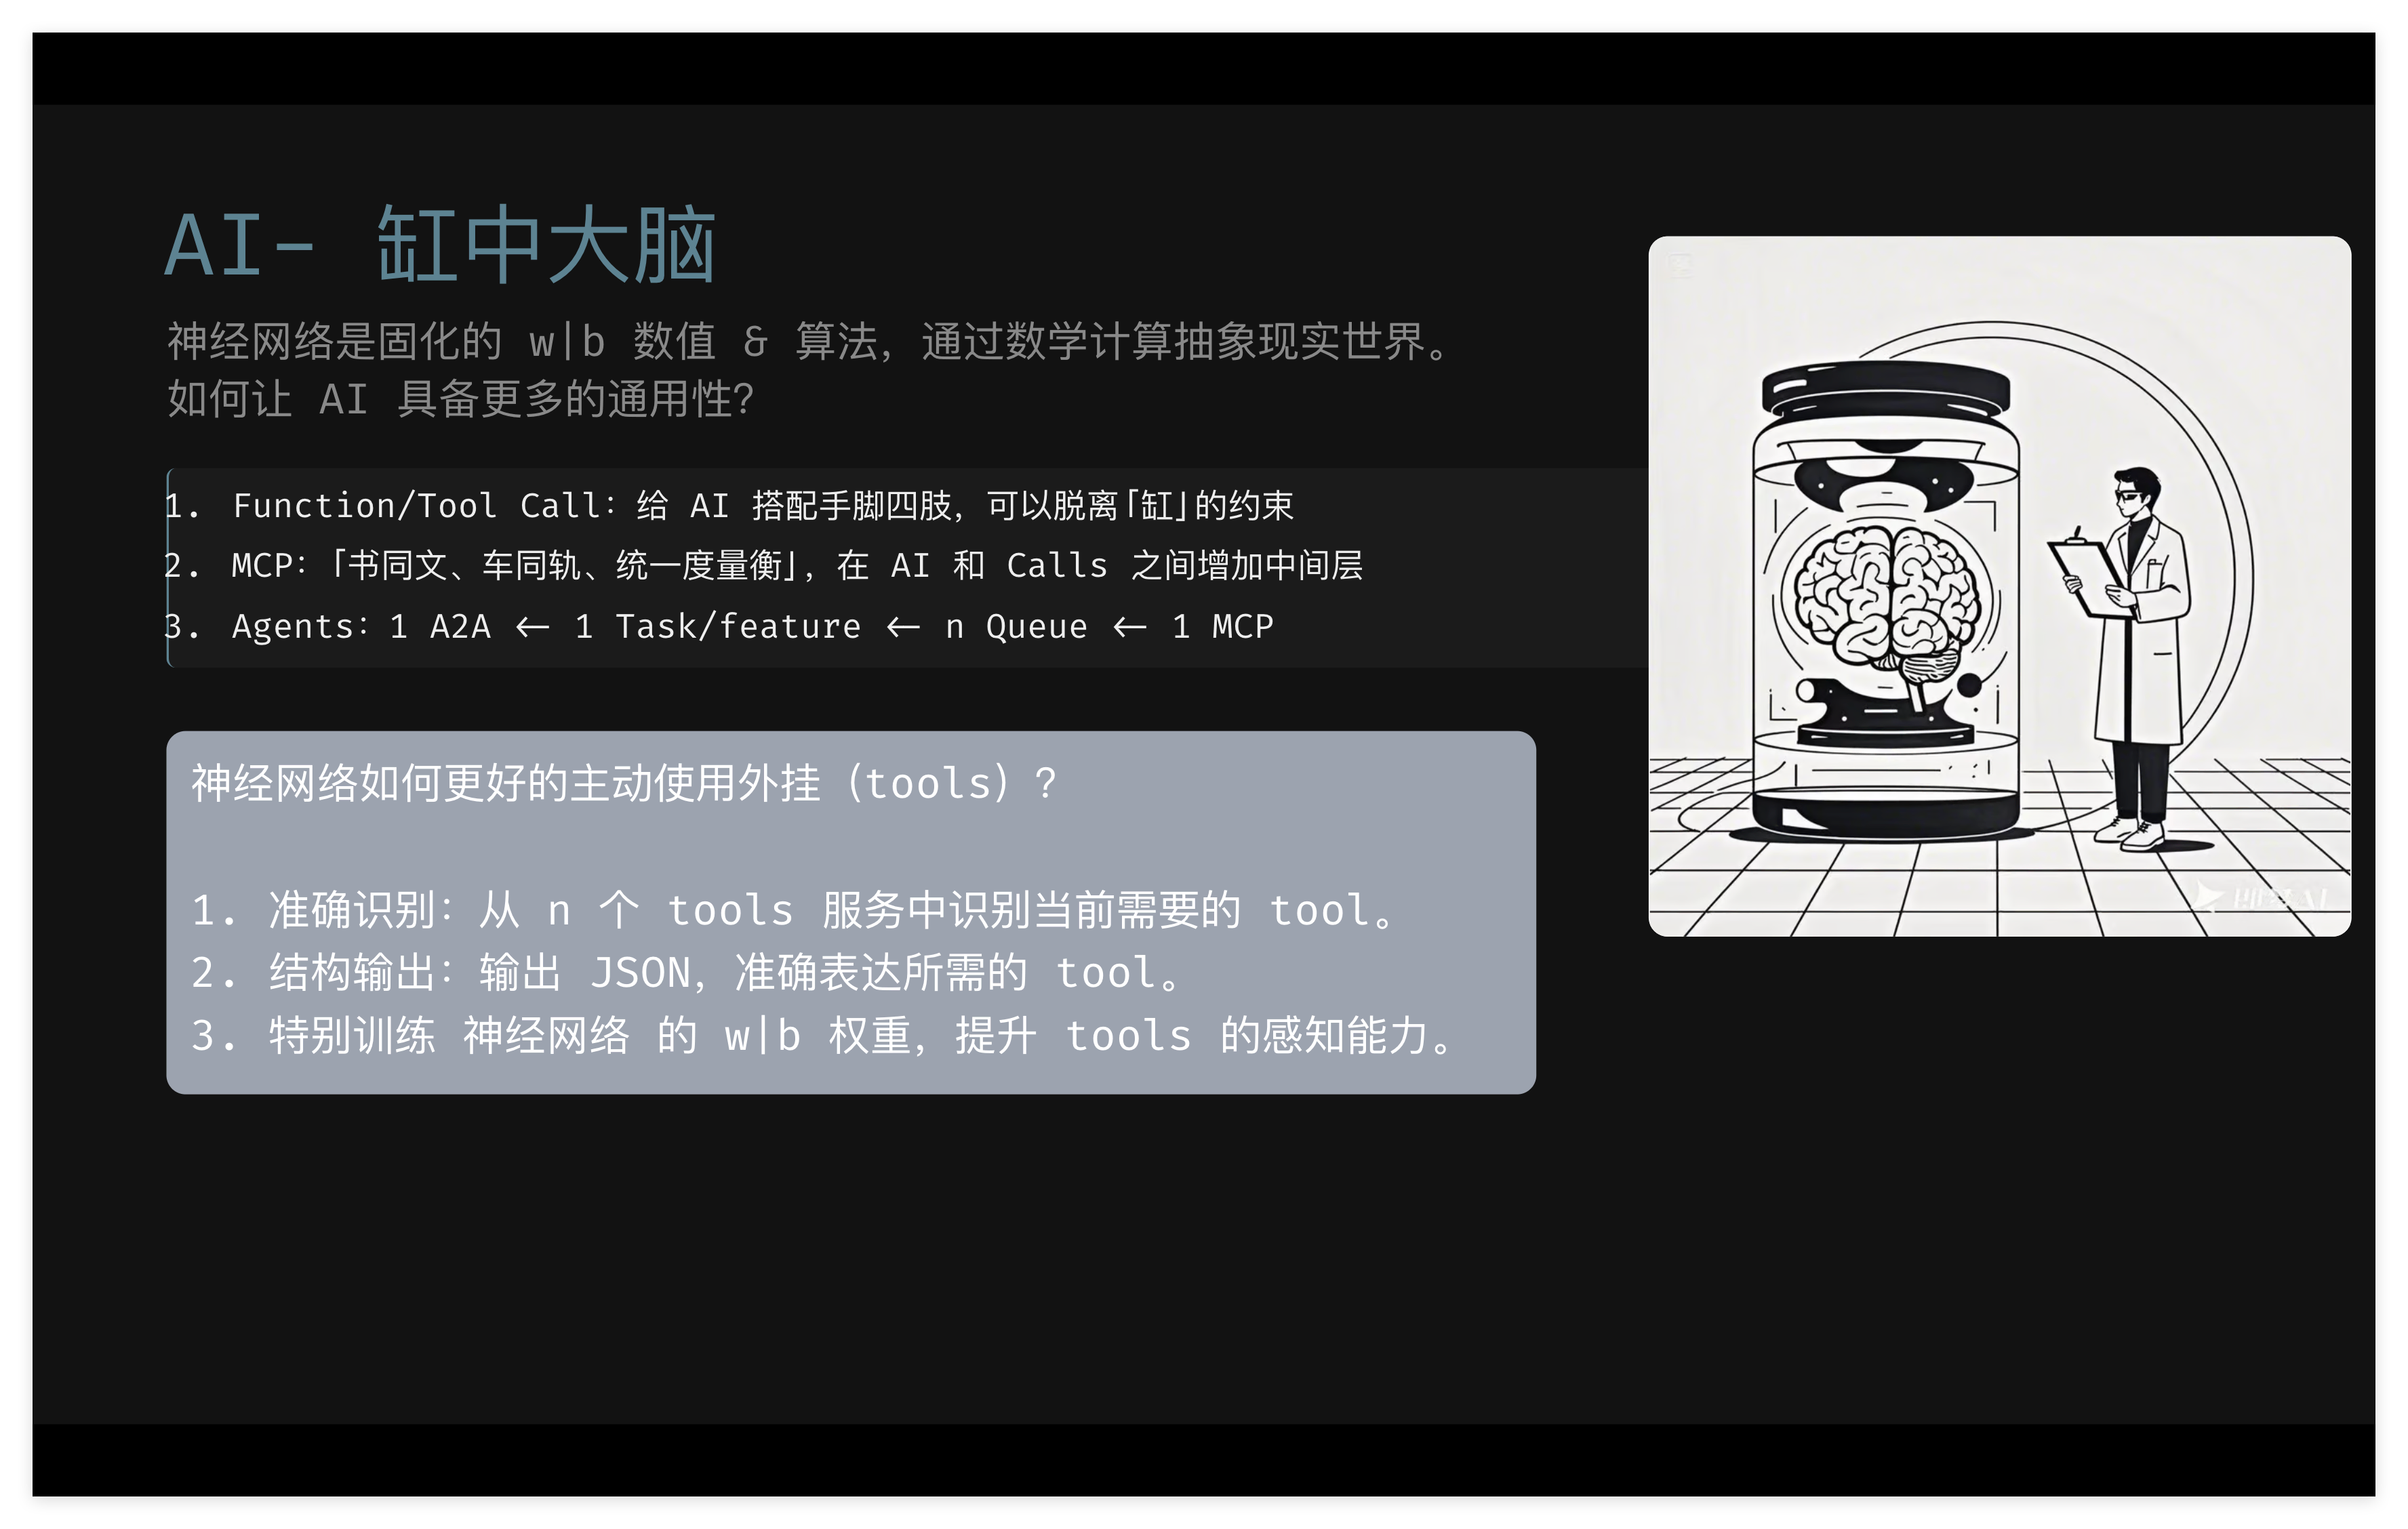 AI- 缸中大脑
神经网络是固化的 w|b 数值 & 算法，通过数学计算抽象现实世界。
如何让 AI 具备更多的通用性？
1. Function/Tool Call：给 AI 搭配手脚四肢，可以脱离「缸」的约束
2. MCP：「书同文、车同轨、统一度量衡」，在 AI 和 Calls 之间增加中间层
3. Agents：1 A2A ← 1 Task/feature ← n Queue ← 1 MCP
神经网络如何更好的主动使用外挂（tools）？
1. 准确识别：从 n 个 tools 服务中识别当前需要的 tool。
2. 结构输出：输出 JSON，准确表达所需的 tool。
3. 特别训练 神经网络 的 w|b 权重，提升 tools 的感知能力。